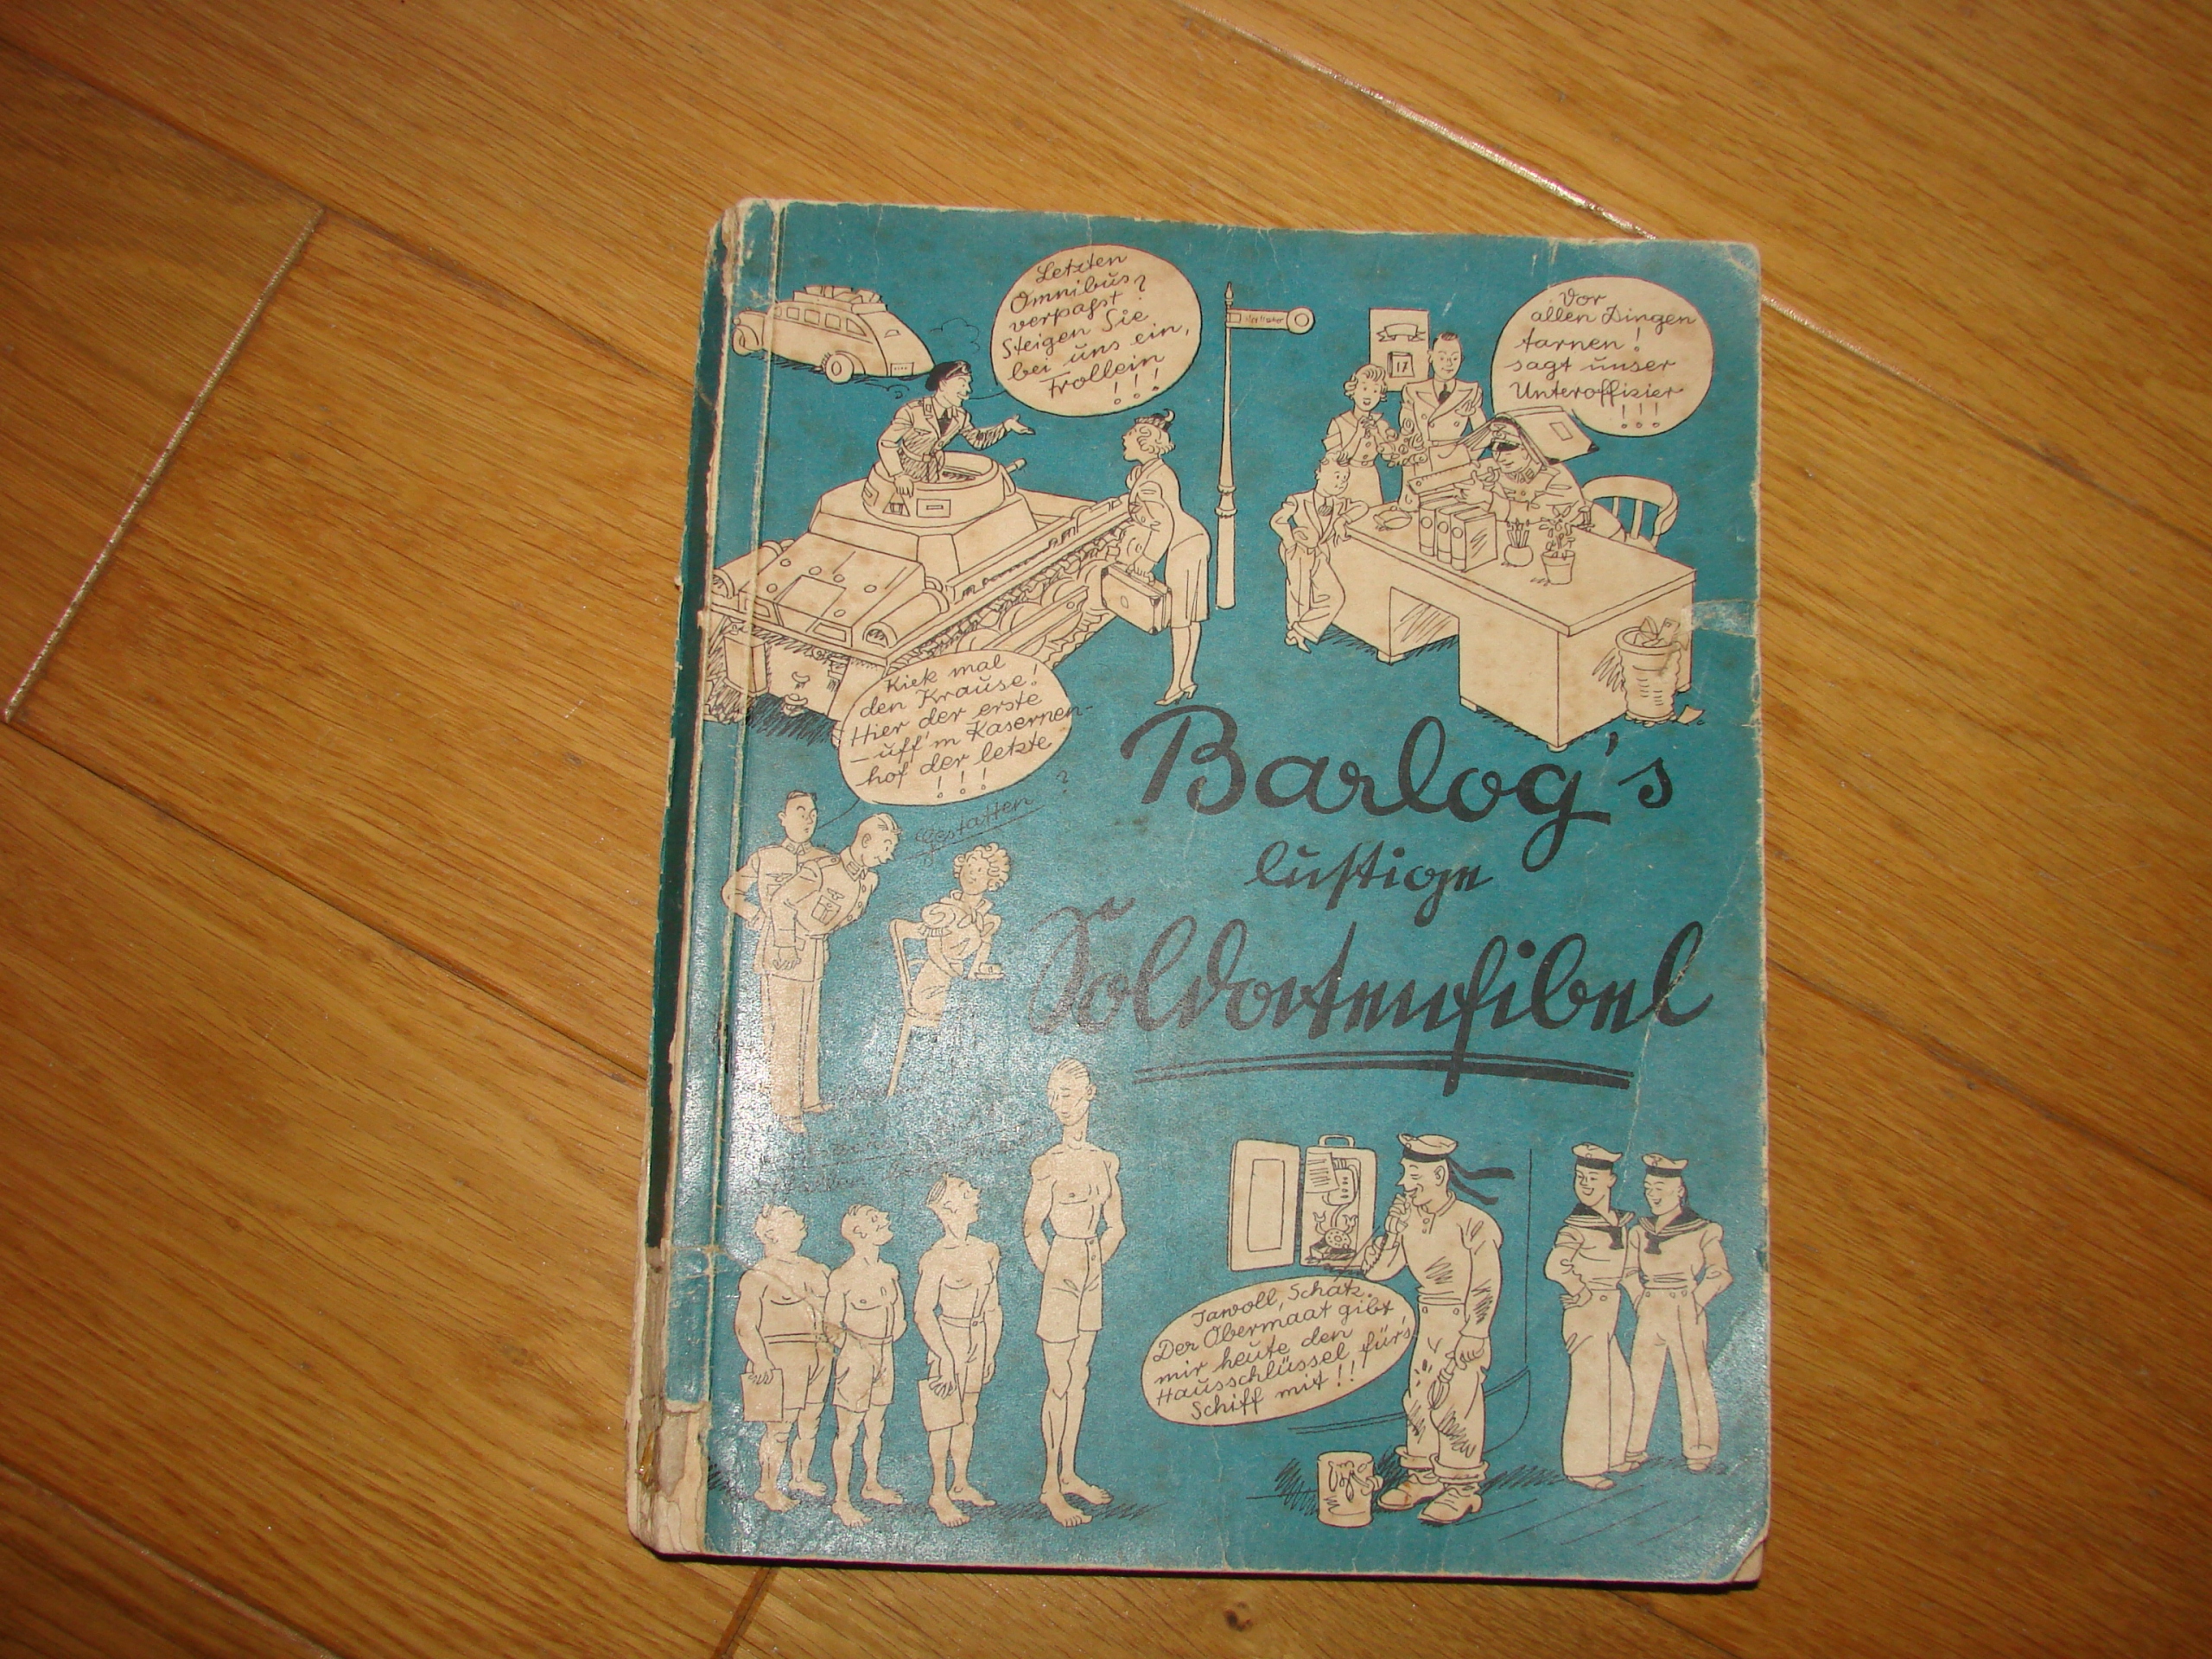 Letzten
Omnibus
verpaßt?
Steigen Sie
bei uns ein,
Frollein
!!!
Vor
allen Dingen
tarnen!
sagt unser
Unteroffizier
!!!
17
Kiek mal
den Krause!
Hier der erste
– uff'm Kasernen-
hof der letzte
!!!
Gestatten?
Barlog's
lustige
Soldatenfibel
Jawoll, Schatz.
Der Obermaat gibt
mir heute den
Hausschlüssel für's
Schiff mit!!